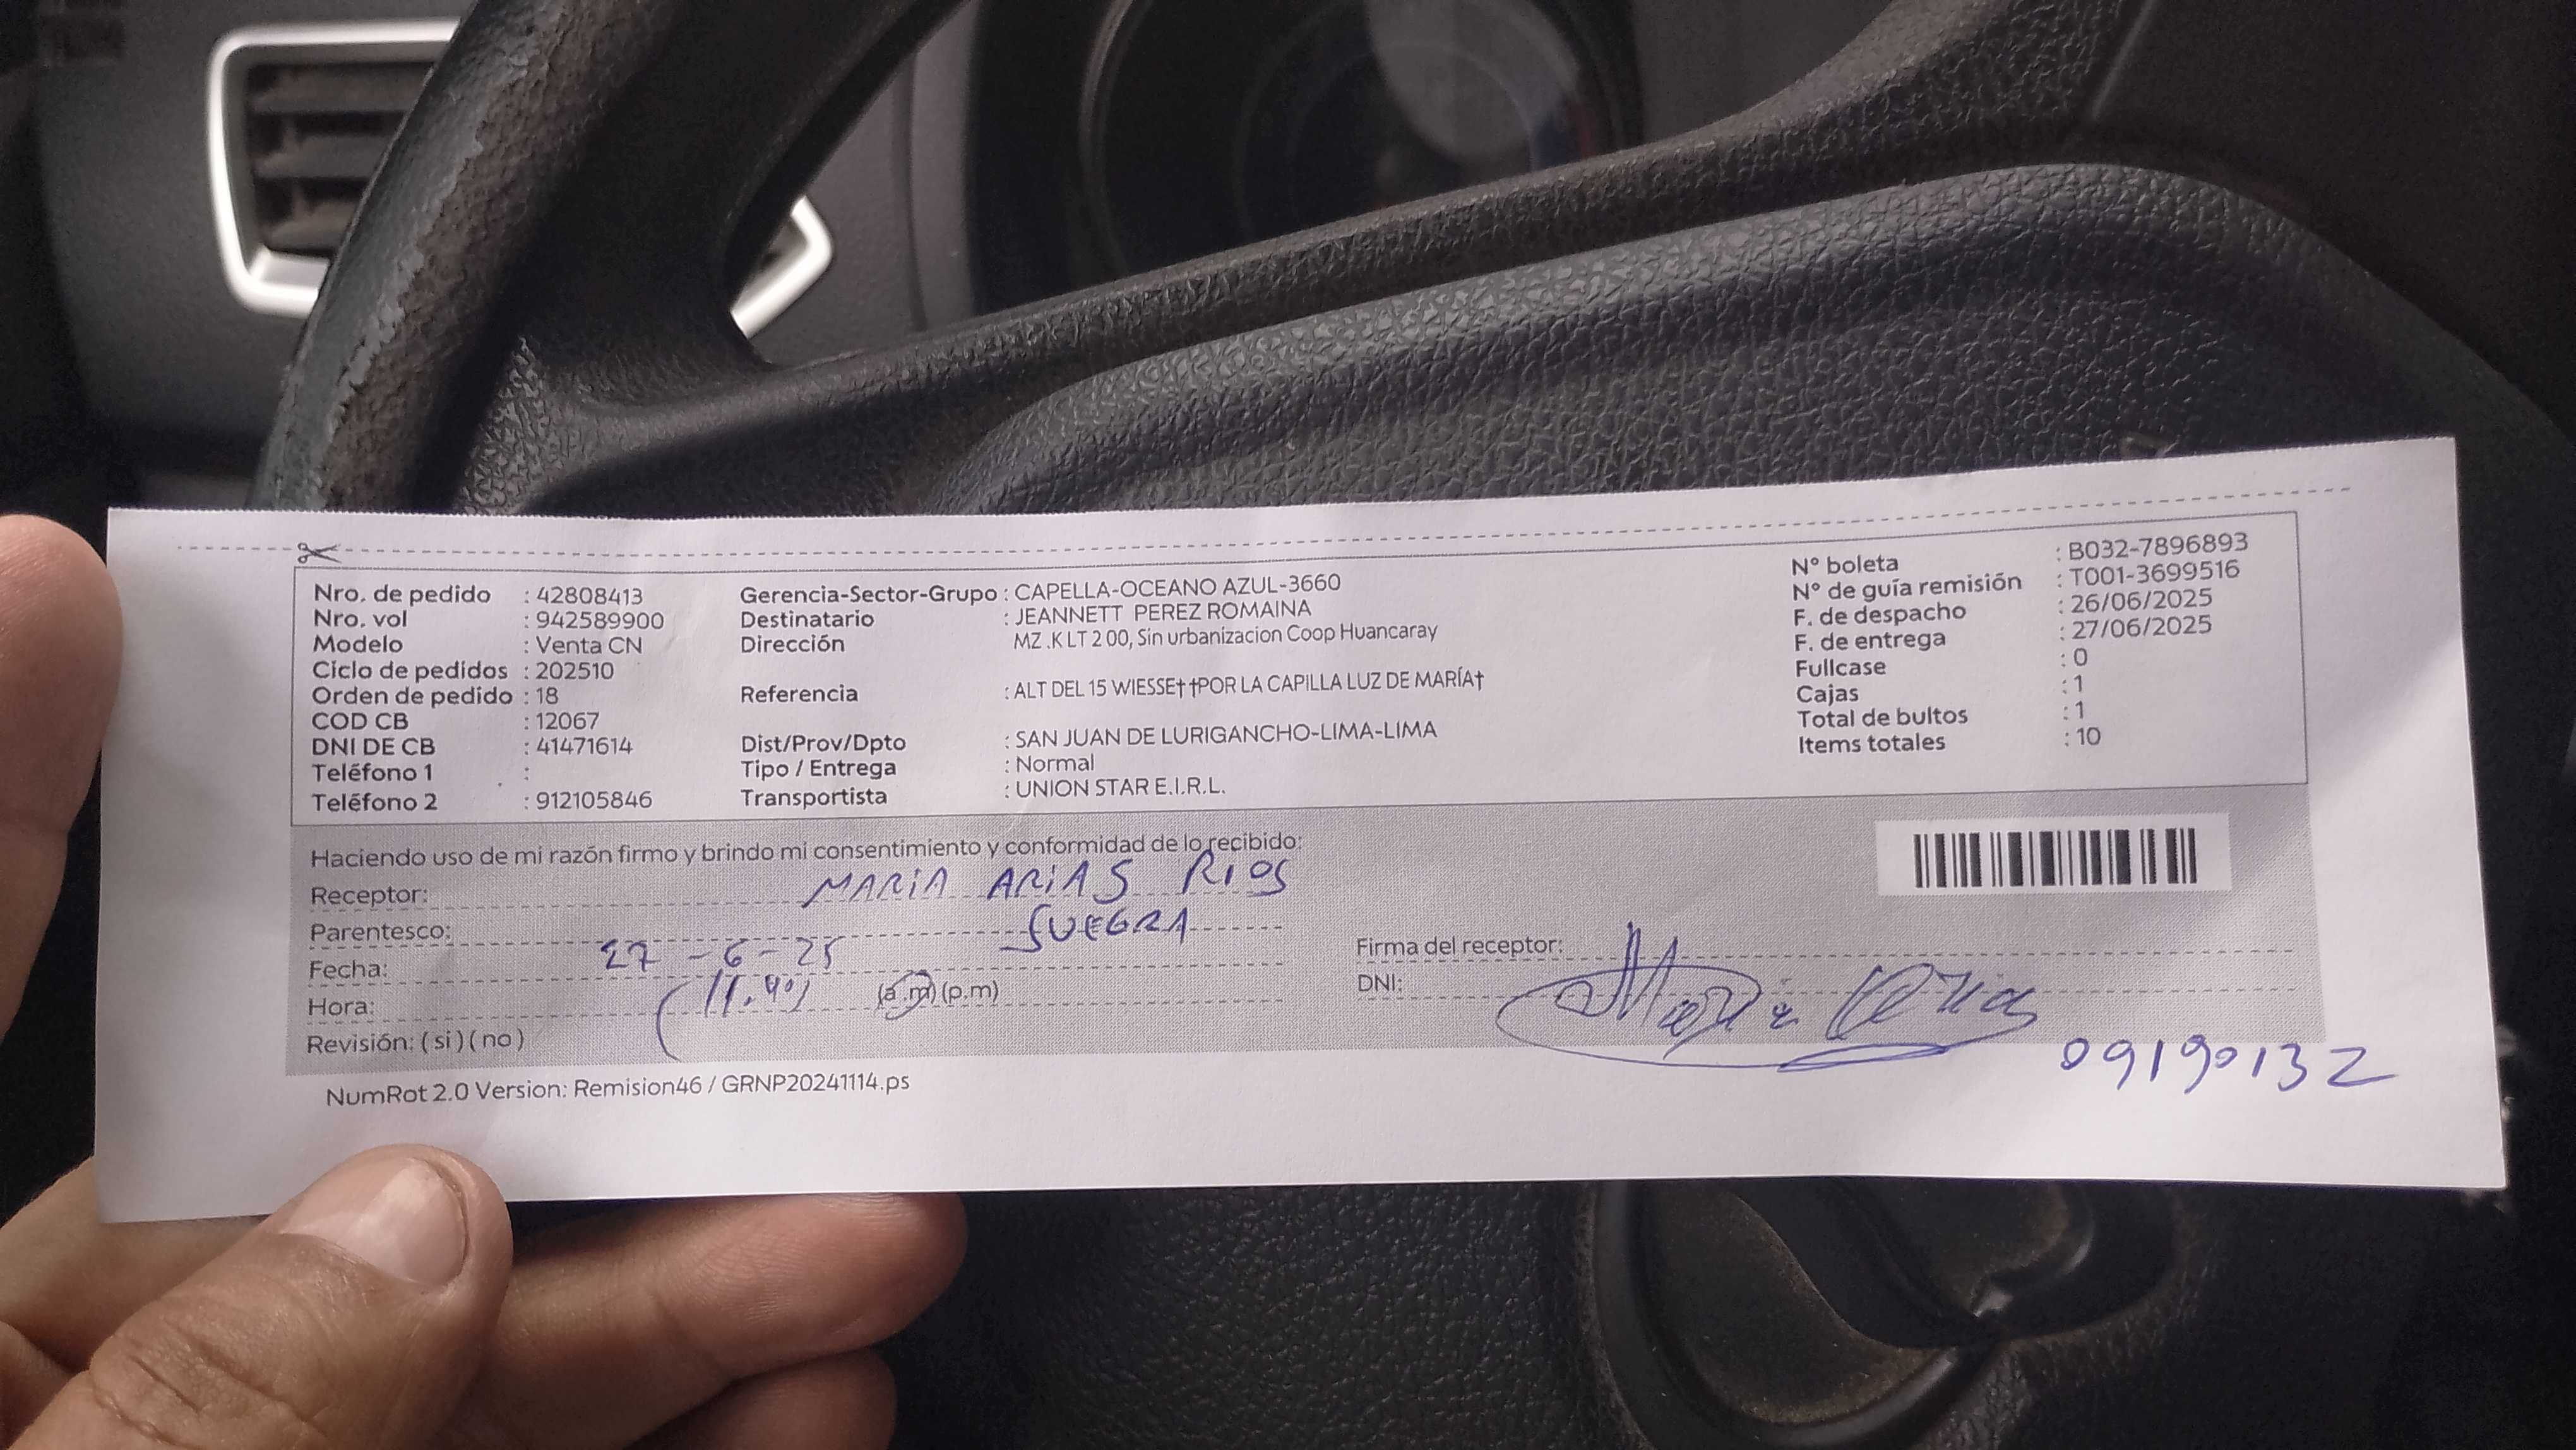 Nro. de pedido : 42808413
Nro. vol : 942589900
Modelo : Venta CN
Ciclo de pedidos : 202510
Orden de pedido : 18
COD CB : 12067
DNI DE CB : 41471614
Teléfono 1 :
Teléfono 2 : 912105846
Gerencia-Sector-Grupo : CAPELLA-OCEANO AZUL-3660
Destinatario : JEANNETT PEREZ ROMAINA
Dirección MZ .K LT 2 00, Sin urbanizacion Coop Huancaray
Referencia : ALT DEL 15 WIESSE† †POR LA CAPILLA LUZ DE MARÍA†
Dist/Prov/Dpto : SAN JUAN DE LURIGANCHO-LIMA-LIMA
Tipo / Entrega : Normal
Transportista : UNION STAR E.I.R.L.
N° boleta : B032-7896893
N° de guía remisión : T001-3699516
F. de despacho : 26/06/2025
F. de entrega : 27/06/2025
Fullcase : 0
Cajas : 1
Total de bultos : 1
Items totales : 10
Haciendo uso de mi razón firmo y brindo mi consentimiento y conformidad de lo recibido:
Receptor: MARIA ARIAS RIOS
Parentesco: SUEGRA
Fecha: 27-6-25
Hora: 11.40 (a.m) (p.m)
Revisión: ( si ) ( no )
Firma del receptor: Maria Arias
DNI: 09190132
NumRot 2.0 Version: Remision46 / GRNP20241114.ps